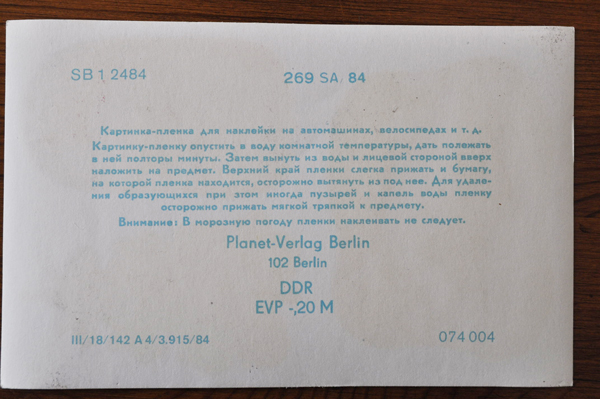 SB 1 2484
269 SA 84
Картинка-пленка для наклейки на автомашинах, велосипедах и т. д.
Картинку-пленку опустить в воду комнатной температуры, дать полежать
в ней полторы минуты. Затем вынуть из воды и лицевой стороной вверх
наложить на предмет. Верхний край пленки слегка прижать и бумагу,
на которой пленка находится, осторожно вытянуть из под нее. Для удале-
ния образующихся при этом иногда пузырей и капель воды пленку
осторожно прижать мягкой тряпкой к предмету.
Внимание: В морозную погоду пленки наклеивать не следует.
Planet-Verlag Berlin
102 Berlin
DDR
EVP -,20 M
III/18/142 A 4/3.915/84
074 004